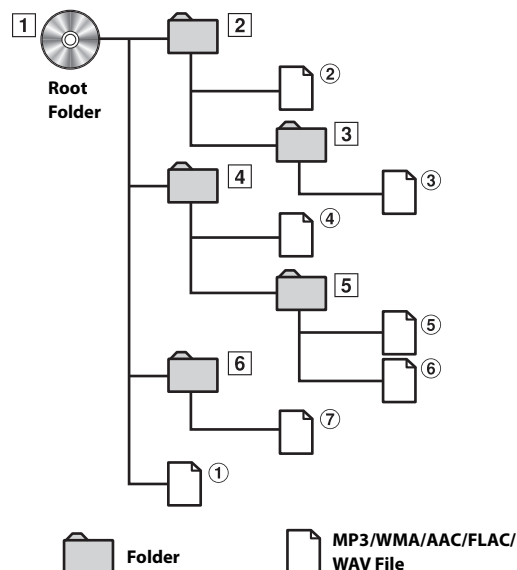 1
2
Root
Folder
②
3
③
4
④
5
⑤
⑥
6
⑦
①
Folder
MP3/WMA/AAC/FLAC/
WAV File